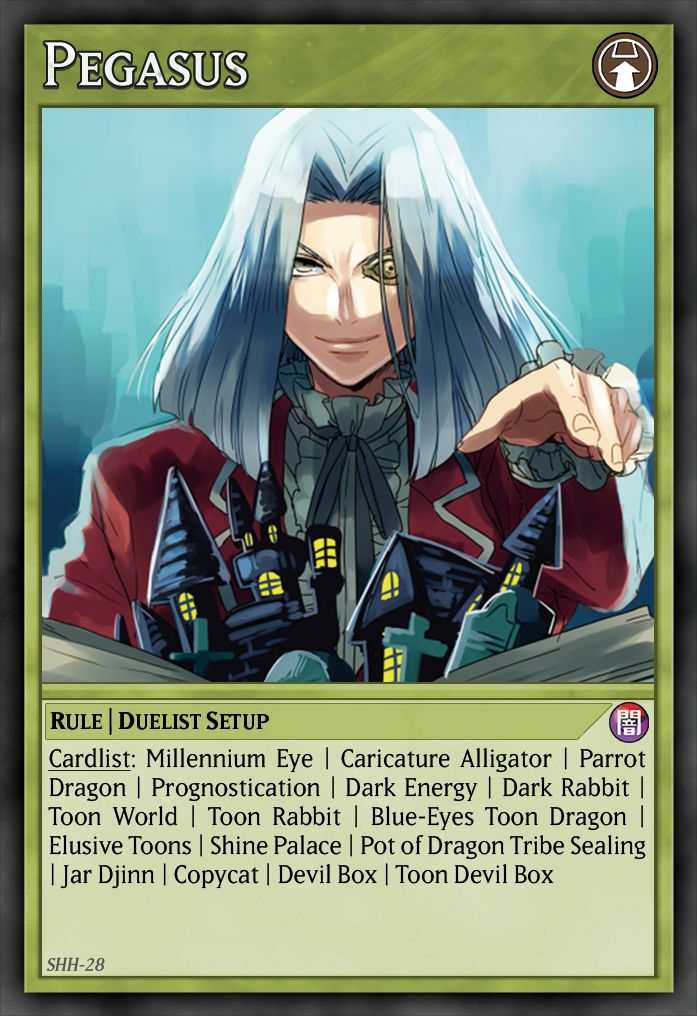 Pegasus
Rule | Duelist Setup
闇
Cardlist: Millennium Eye | Caricature Alligator | Parrot
Dragon | Prognostication | Dark Energy | Dark Rabbit |
Toon World | Toon Rabbit | Blue-Eyes Toon Dragon |
Elusive Toons | Shine Palace | Pot of Dragon Tribe Sealing
| Jar Djinn | Copycat | Devil Box | Toon Devil Box
SHH-28